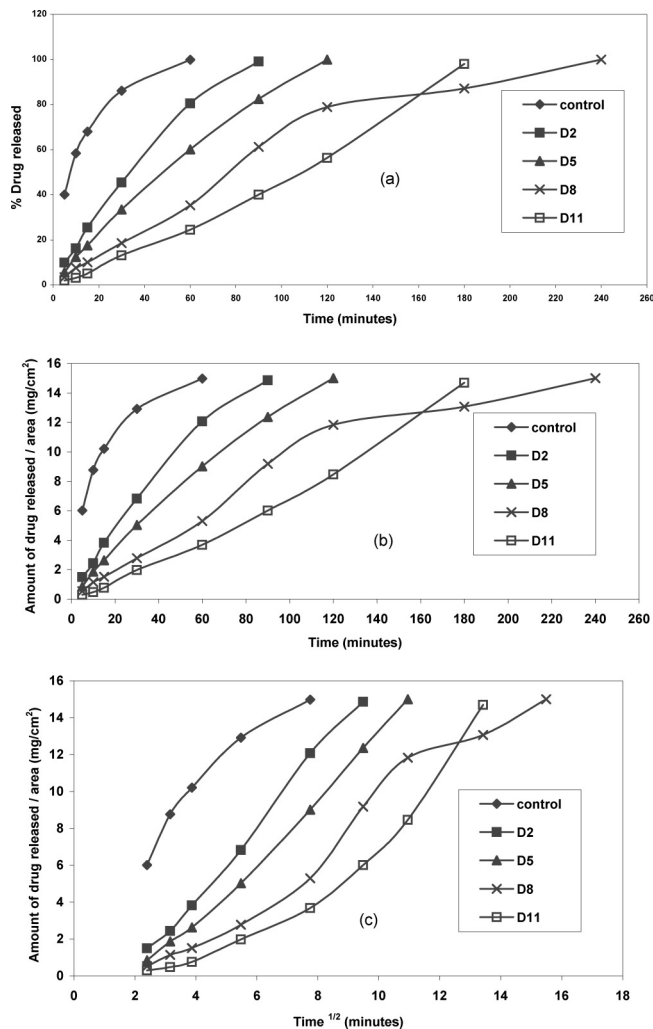 100
80
60
40
20
0
% Drug released
0 20 40 60 80 100 120 140 160 180 200 220 240 260
Time (minutes)
control
D2
D5
D8
D11
(a)
16
14
12
10
8
6
4
2
0
Amount of drug released / area (mg/cm²)
0 20 40 60 80 100 120 140 160 180 200 220 240 260
Time (minutes)
control
D2
D5
D8
D11
(b)
16
14
12
10
8
6
4
2
0
Amount of drug released / area (mg/cm²)
0 2 4 6 8 10 12 14 16 18
Time ¹/² (minutes)
control
D2
D5
D8
D11
(c)